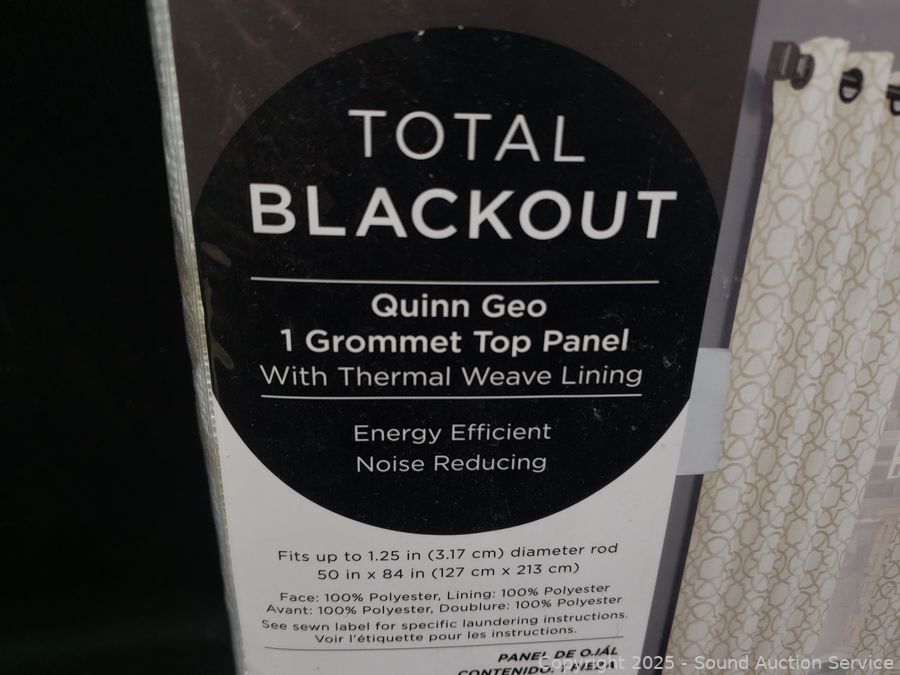 TOTAL
BLACKOUT
Quinn Geo
1 Grommet Top Panel
With Thermal Weave Lining
Energy Efficient
Noise Reducing
Fits up to 1.25 in (3.17 cm) diameter rod
50 in x 84 in (127 cm x 213 cm)
Face: 100% Polyester, Lining: 100% Polyester
Avant: 100% Polyester, Doublure: 100% Polyester
See sewn label for specific laundering instructions.
Voir l'étiquette pour les instructions.
PANEL DE OJÁL
CONTENIDO: 1
Copyright 2025 - Sound Auction Service